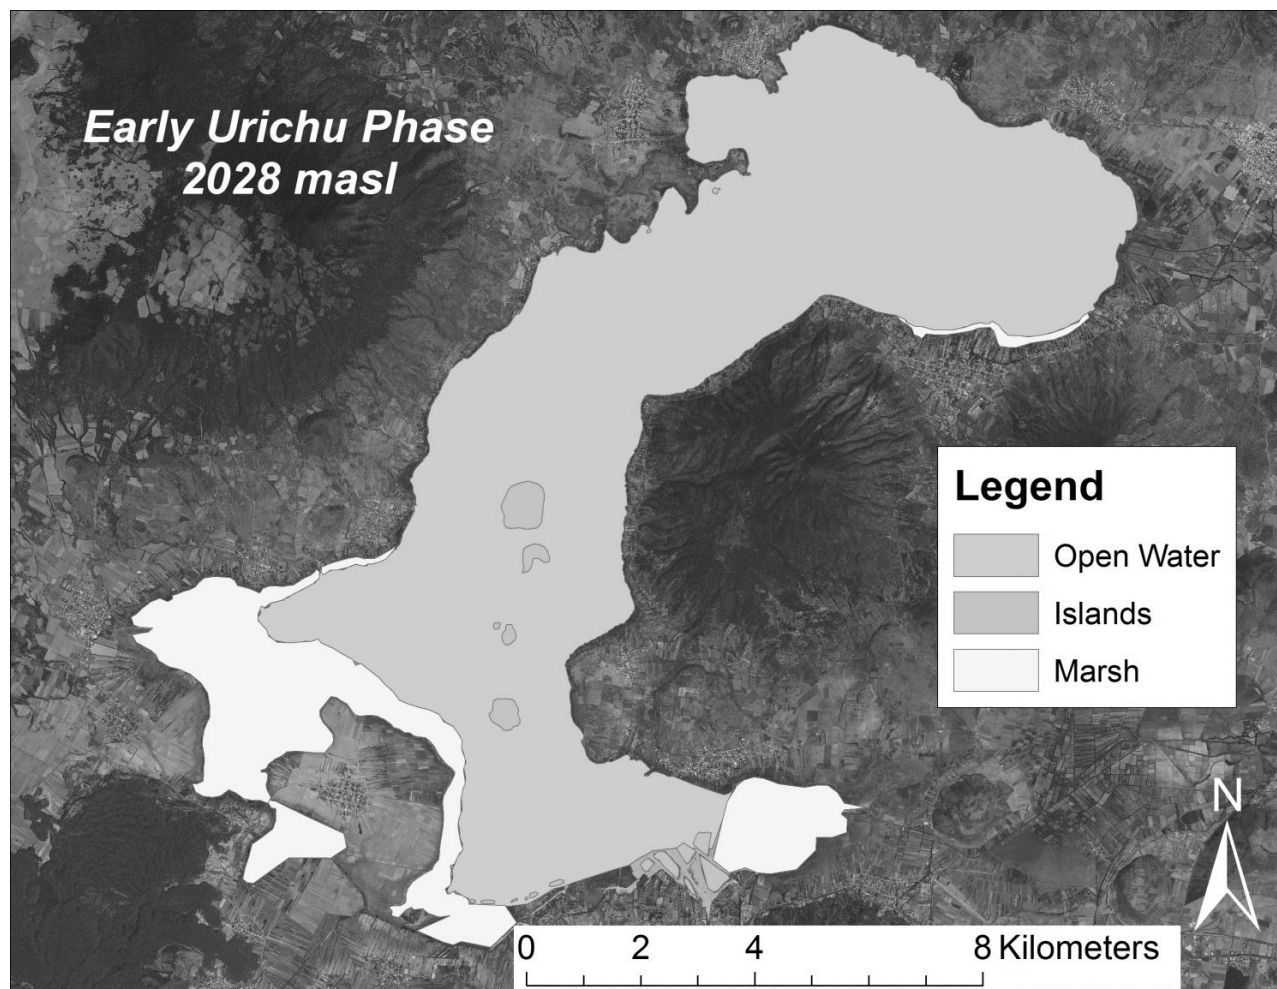 Early Urichu Phase
2028 masl
Legend
Open Water
Islands
Marsh
N
0 2 4 8 Kilometers